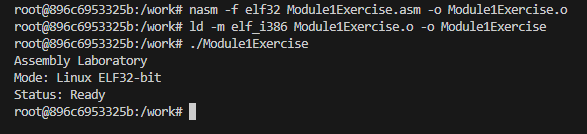 root@896c6953325b:/work# nasm -f elf32 Module1Exercise.asm -o Module1Exercise.o
root@896c6953325b:/work# ld -m elf_i386 Module1Exercise.o -o Module1Exercise
root@896c6953325b:/work# ./Module1Exercise
Assembly Laboratory
Mode: Linux ELF32-bit
Status: Ready
root@896c6953325b:/work#